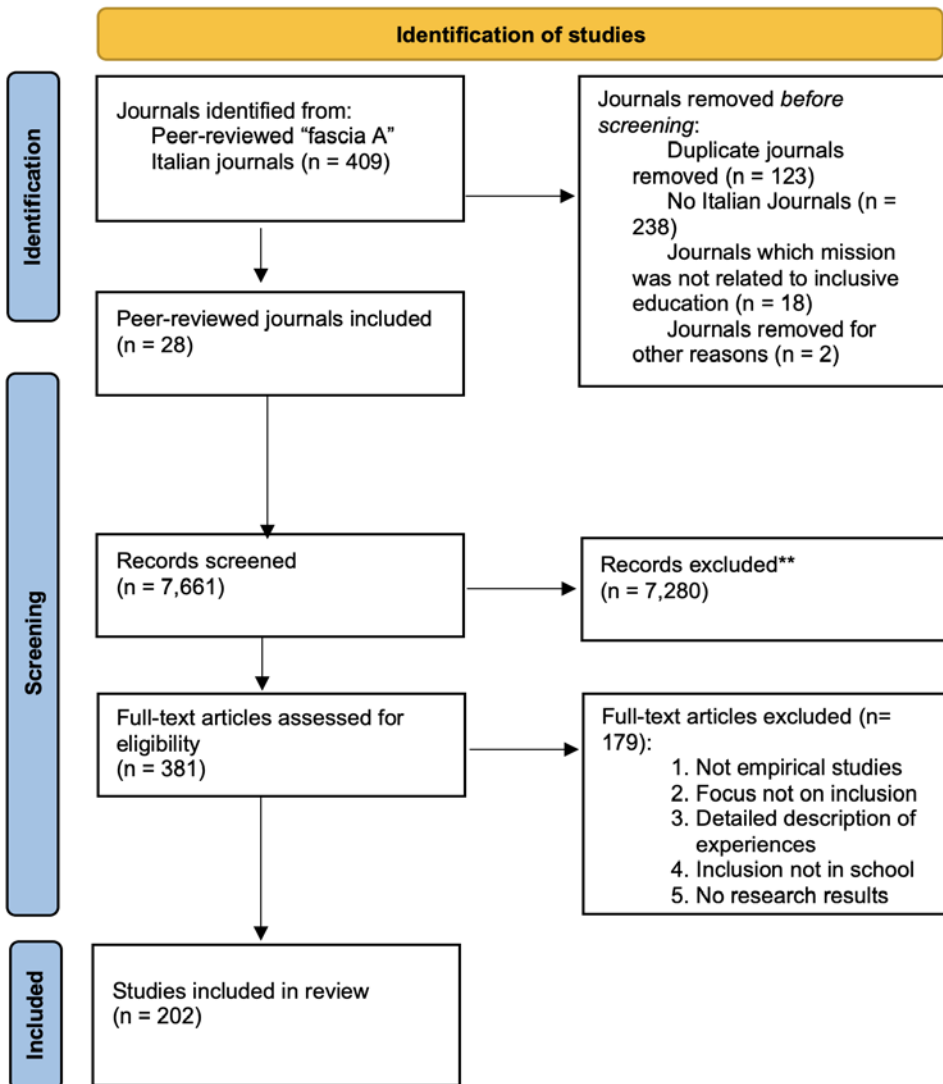 Identification of studies
Identification
Journals identified from:
Peer-reviewed “fascia A”
Italian journals (n = 409)
Journals removed before
screening:
Duplicate journals
removed (n = 123)
No Italian Journals (n =
238)
Journals which mission
was not related to inclusive
education (n = 18)
Journals removed for
other reasons (n = 2)
Peer-reviewed journals included
(n = 28)
Screening
Records screened
(n = 7,661)
Records excluded**
(n = 7,280)
Full-text articles assessed for
eligibility
(n = 381)
Full-text articles excluded (n=
179):
1. Not empirical studies
2. Focus not on inclusion
3. Detailed description of
experiences
4. Inclusion not in school
5. No research results
Included
Studies included in review
(n = 202)